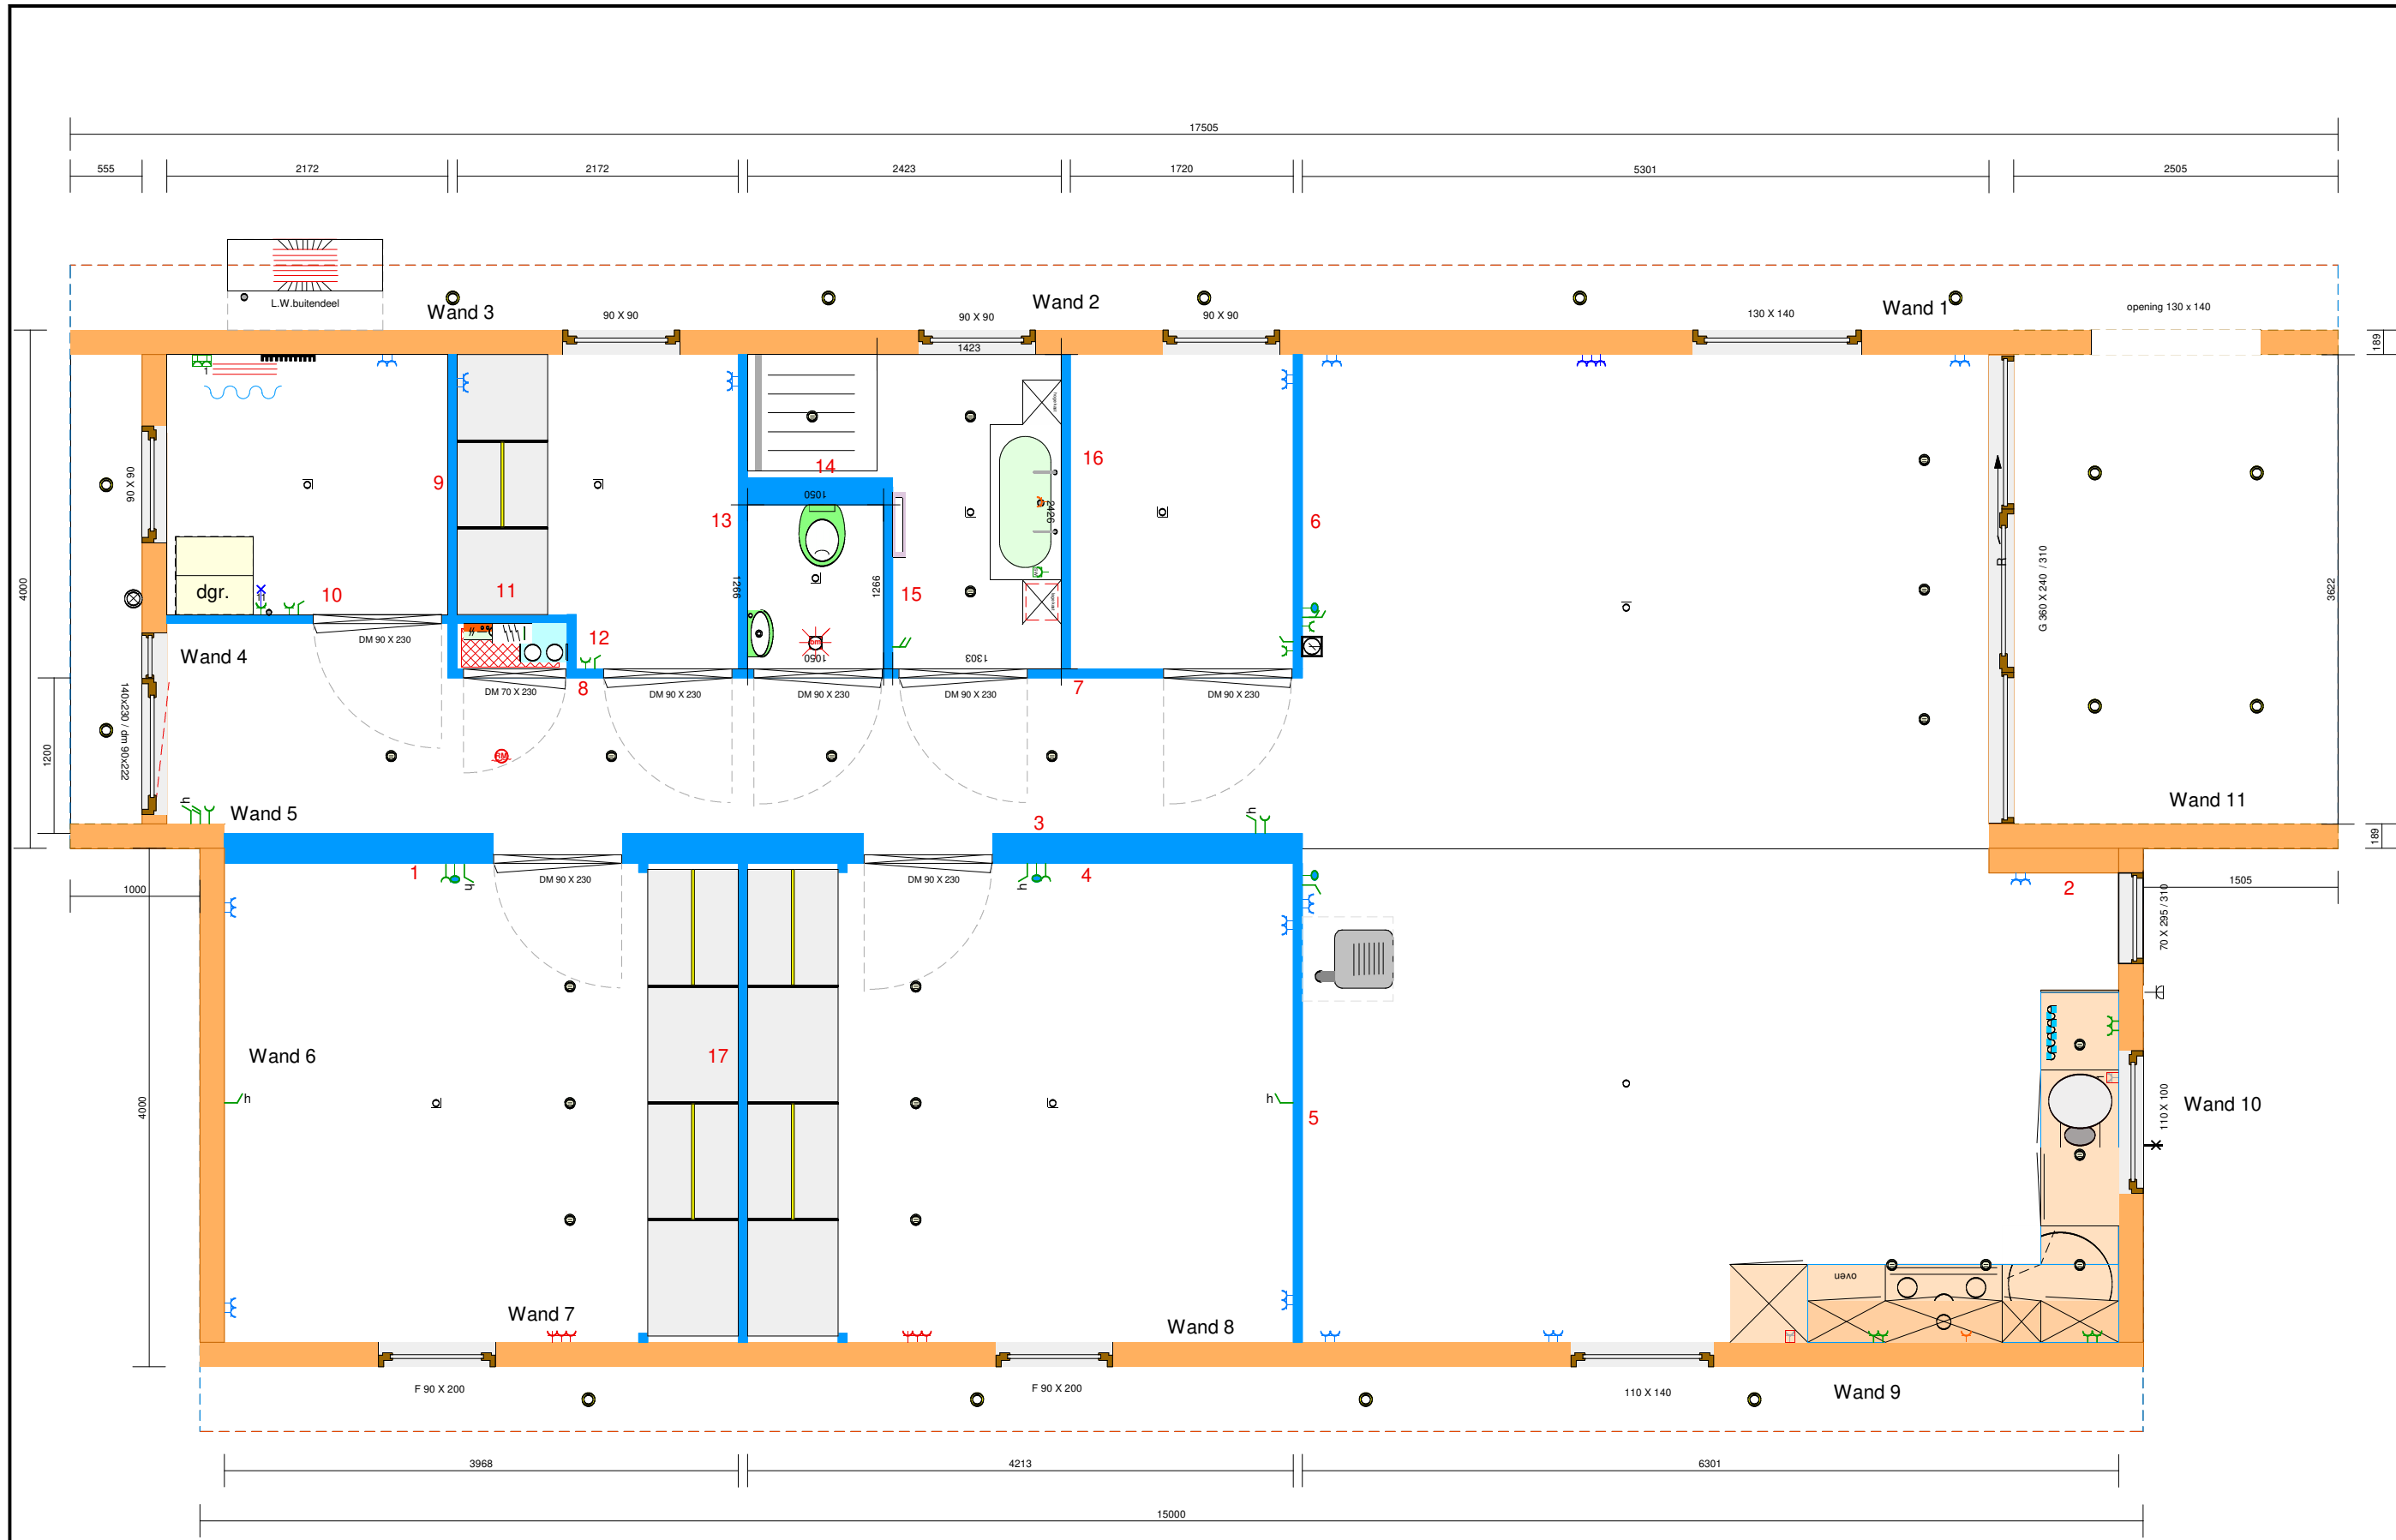 17505
555
2172
2172
2423
1720
5301
2505
L.W.buitendeel
Wand 3
90 X 90
90 X 90
Wand 2
90 X 90
130 X 140
Wand 1
opening 130 x 140
189
1423
1
90 X 90
9
14
1050
16
13
2426
6
R
G 360 X 240 / 310
3622
4000
dgr.
10
11
1266
1266
15
12
DM 90 X 230
Wand 4
1050
1303
8
7
DM 70 X 230
DM 90 X 230
DM 90 X 230
DM 90 X 230
DM 90 X 230
140x230 / dm 90x222
1200
RM
h
Wand 5
h
3
Wand 11
189
1
h
DM 90 X 230
DM 90 X 230
h
4
2
1505
1000
70 X 295 / 310
Wand 6
17
h
h
5
4000
110 X 100
Wand 10
oven
Wand 7
Wand 8
F 90 X 200
F 90 X 200
110 X 140
Wand 9
3968
4213
6301
15000